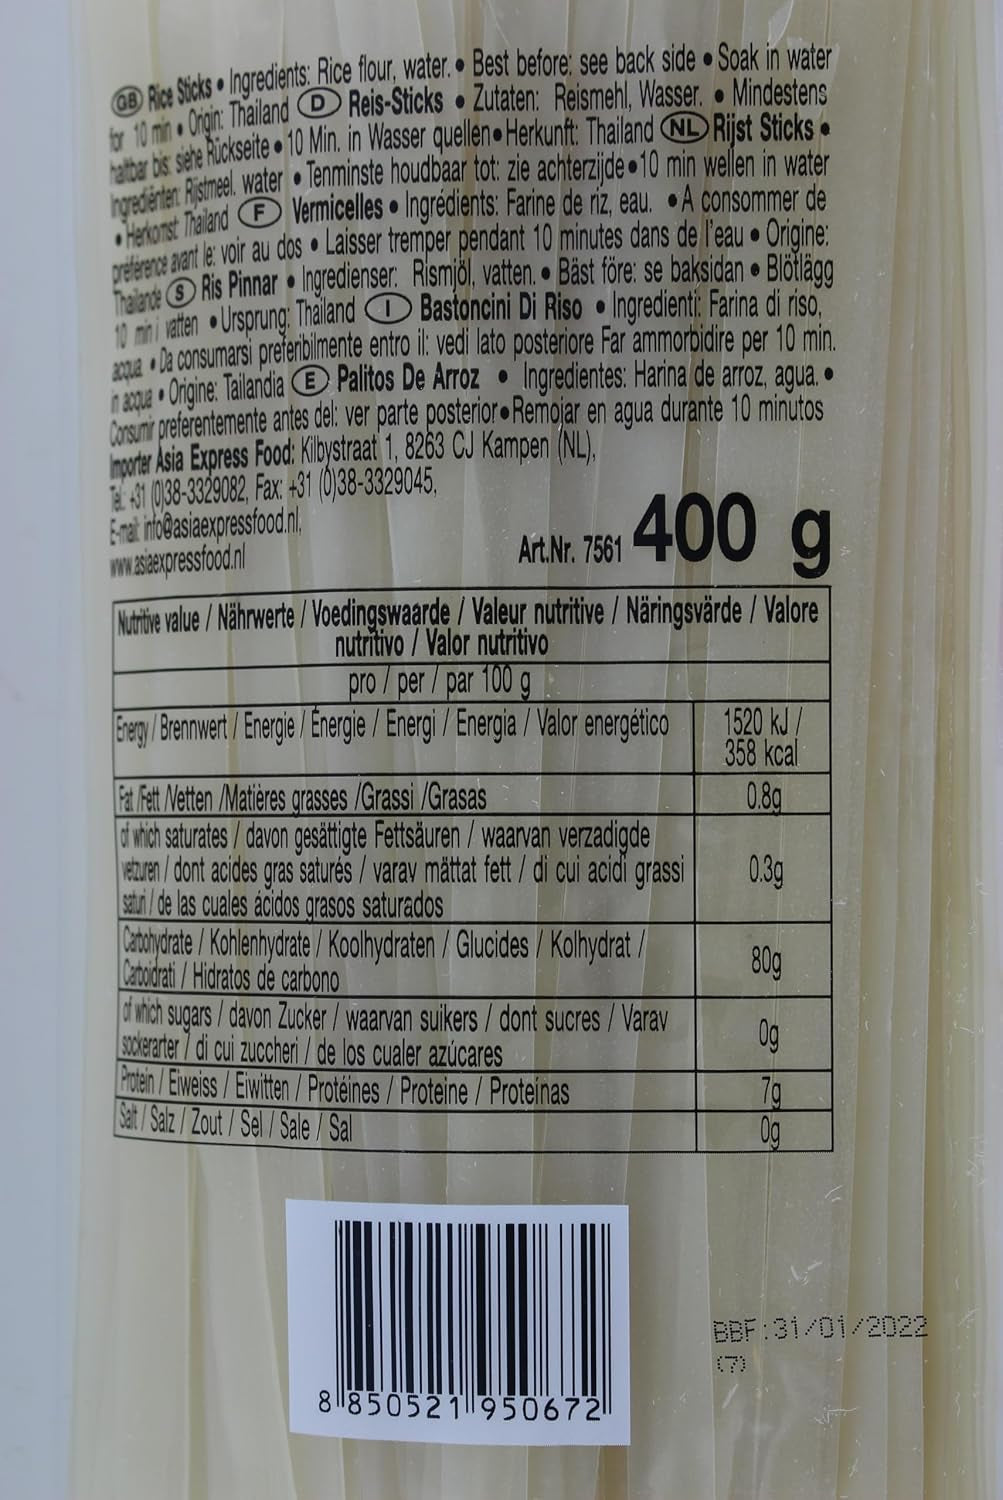 GB Rice Sticks • Ingredients: Rice flour, water. • Best before: see back side • Soak in water
for 10 min • Origin: Thailand D Reis-Sticks • Zutaten: Reismehl, Wasser. • Mindestens
haltbar bis: siehe Rückseite • 10 Min. in Wasser quellen • Herkunft: Thailand NL Rijst Sticks •
Ingrediënten: Rijstmeel. water • Tenminste houdbaar tot: zie achterzijde • 10 min wellen in water
• Herkomst: Thailand F Vermicelles • Ingrédients: Farine de riz, eau. • A consommer de
préférence avant le: voir au dos • Laisser tremper pendant 10 minutes dans de l'eau • Origine:
Thailande S Ris Pinnar • Ingredienser: Rismjöl, vatten. • Bäst före: se baksidan • Blötlägg
10 min i vatten • Ursprung: Thailand I Bastoncini Di Riso • Ingredienti: Farina di riso,
acqua • Da consumarsi preferibilmente entro il: vedi lato posteriore Far ammorbidire per 10 min.
in acqua • Origine: Tailandia E Palitos De Arroz • Ingredientes: Harina de arroz, agua. •
Consumir preferentemente antes del: ver parte posterior • Remojar en agua durante 10 minutos
Importer Asia Express Food: Kilbystraat 1, 8263 CJ Kampen (NL),
Tel: +31 (0)38-3329082, Fax: +31 (0)38-3329045,
E-mail: info@asiaexpressfood.nl,
www.asiaexpressfood.nl
Art.Nr. 7561 400 g
Nutritive value / Nährwerte / Voedingswaarde / Valeur nutritive / Näringsvärde / Valore
nutritivo / Valor nutritivo
pro / per / par 100 g
Energy / Brennwert / Energie / Énergie / Energi / Energia / Valor energético 1520 kJ /
358 kcal
Fat /Fett /Vetten /Matières grasses /Grassi /Grasas 0.8g
of which saturates / davon gesättigte Fettsäuren / waarvan verzadigde
vetzuren / dont acides gras saturés / varav mättat fett / di cui acidi grassi 0.3g
saturi / de las cuales ácidos grasos saturados
Carbohydrate / Kohlenhydrate / Koolhydraten / Glucides / Kolhydrat / 80g
Carboidrati / Hidratos de carbono
of which sugars / davon Zucker / waarvan suikers / dont sucres / Varav 0g
sockerarter / di cui zuccheri / de los cualer azúcares
Protein / Eiweiss / Eiwitten / Protéines / Proteine / Proteínas 7g
Salt / Salz / Zout / Sel / Sale / Sal 0g
BBF:31/01/2022
(7)
8 850521 950672